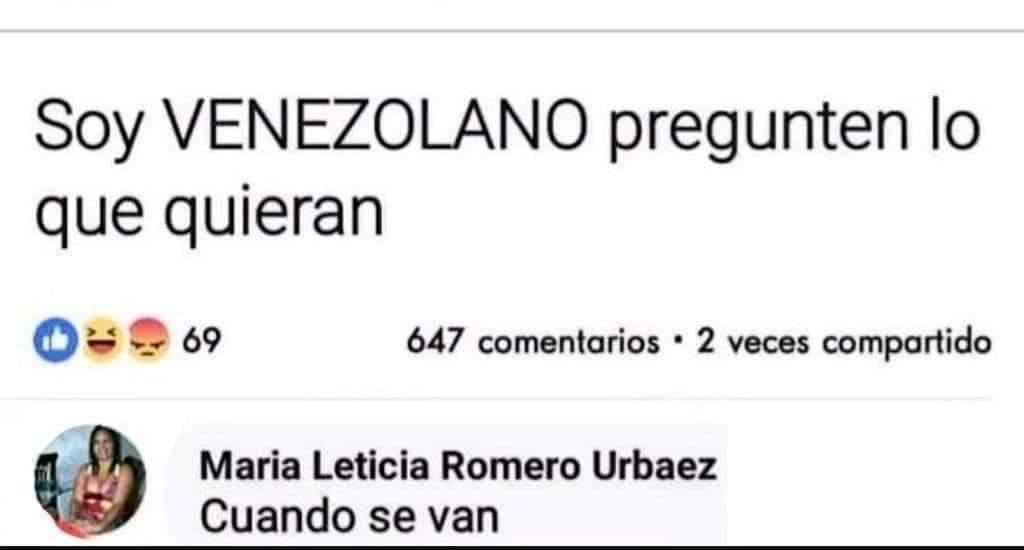 Soy VENEZOLANO pregunten lo
que quieran
69 647 comentarios • 2 veces compartido
Maria Leticia Romero Urbaez
Cuando se van